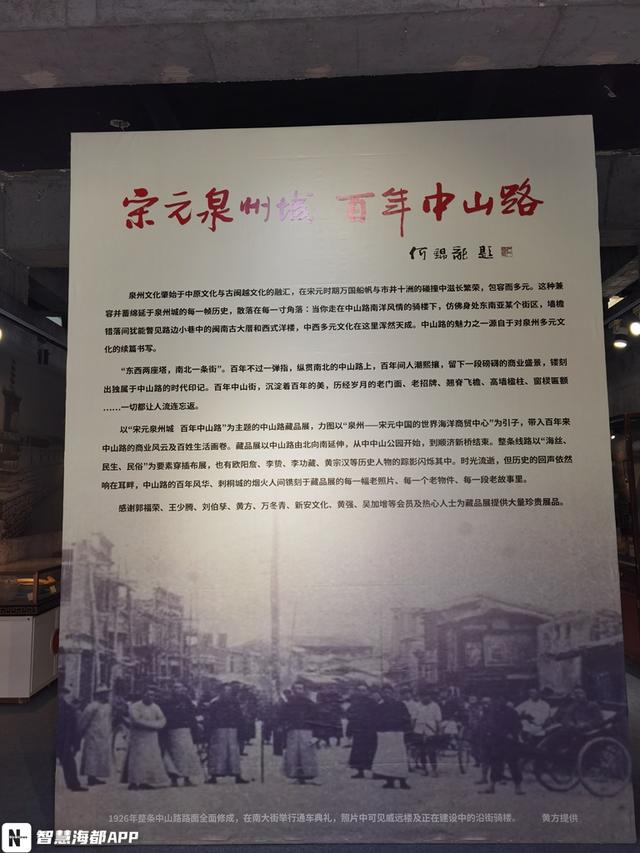 宋元泉州城 百年中山路
何锦龙 题
泉州文化肇始于中原文化与古闽越文化的融汇，在宋元时期万国船帆与市井十洲的碰撞中滋长繁荣，包容而多元。这种兼
容并蓄绵延于泉州城的每一帧历史，散落在每一寸角落：当你走在中山路南洋风情的骑楼下，仿佛身处东南亚某个街区，墙檐
错落间犹能瞥见路边小巷中的闽南古大厝和西式洋楼，中西多元文化在这里浑然天成。中山路的魅力之一源自于对泉州多元文
化的续篇书写。
“东西两座塔，南北一条街”。百年不过一弹指，纵贯南北的中山路上，百年间人潮熙攘，留下一段磅礴的商业盛景，镂刻
出独属于中山路的时代印记。百年中山街，沉淀着百年的美，历经岁月的老门面、老招牌、翘脊飞檐、高墙楹柱、窗棂匾额
……一切都让人流连忘返。
以“宋元泉州城 百年中山路”为主题的中山路藏品展，力图以“泉州——宋元中国的世界海洋商贸中心”为引子，带入百年来
中山路的商业风云及百姓生活画卷。藏品展以中山路由北向南延伸，从中中山公园开始，到顺济新桥结束。整条线路以“海丝、
民生、民俗”为要素穿插布展，也有欧阳詹、李贽、李功藏、黄宗汉等历史人物的踪影闪烁其中。时光流逝，但历史的回声依然
响在耳畔，中山路的百年风华、刺桐城的烟火人间镌刻于藏品展的每一幅老照片、每一个老物件、每一段老故事里。
感谢郭福荣、王少腾、刘伯孳、黄方、万冬青、新安文化、黄强、吴加增等会员及热心人士为藏品展提供大量珍贵展品。
1926年整条中山路路面全面修成，在南大街举行通车典礼，照片中可见威远楼及正在建设中的沿街骑楼。 黄方提供
N 智慧海都APP